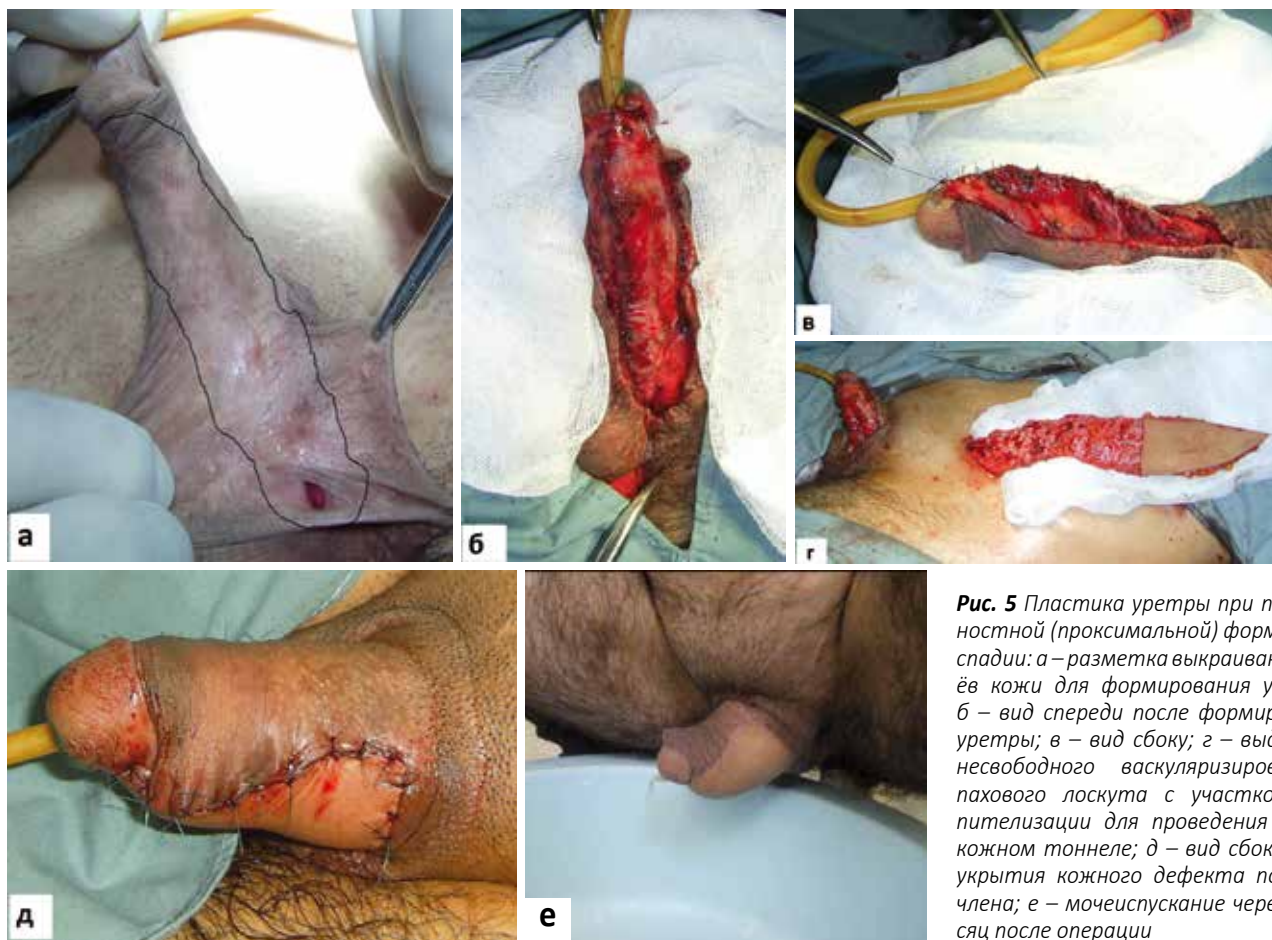 а
б
в
г
д
е
Рис. 5 Пластика уретры при п
ностной (проксимальной) форм
спадии: а – разметка выкраиван
ёв кожи для формирования у
б – вид спереди после формир
уретры; в – вид сбоку; г – выс
несвободного васкуляризиров
пахового лоскута с участко
пителизации для проведения
кожном тоннеле; д – вид сбок
укрытия кожного дефекта по
члена; е – мочеиспускание чере
сяц после операции